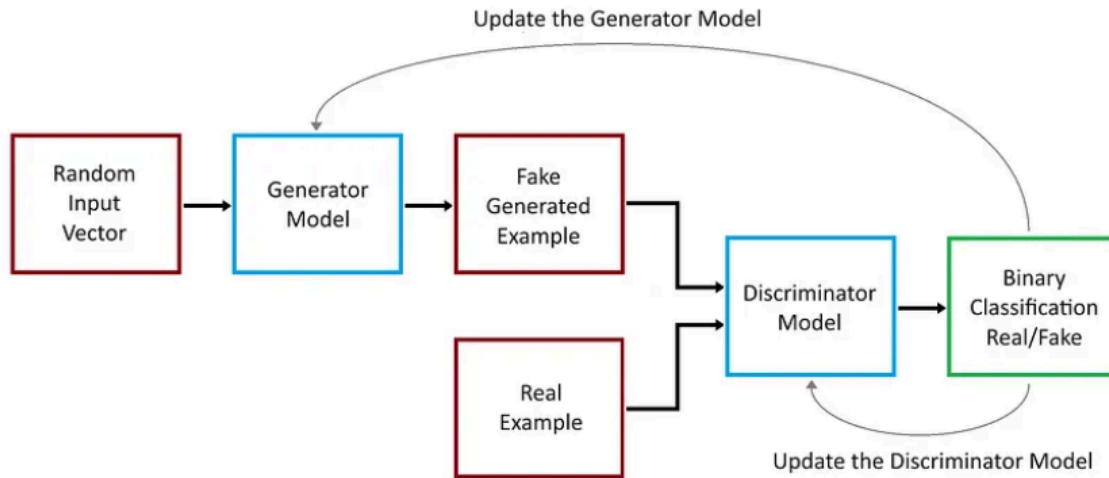 Update the Generator Model
Random
Input
Vector
Generator
Model
Fake
Generated
Example
Discriminator
Model
Binary
Classification
Real/Fake
Real
Example
Update the Discriminator Model